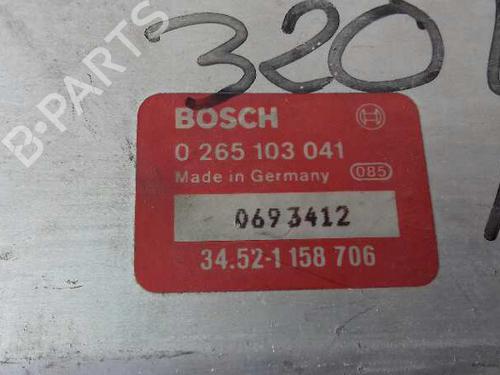 320
B-PARTS
BOSCH
0 265 103 041
Made in Germany 085
0693412
34.52-1 158 706